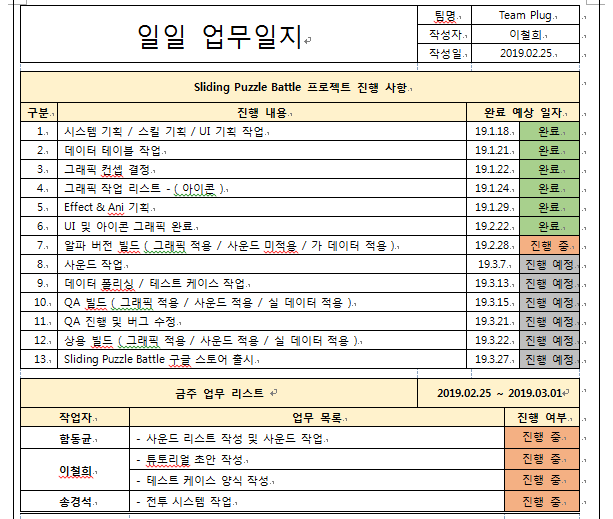 일일 업무일지
팀명 Team Plug.
작성자 이철희
작성일 2019.02.25.
Sliding Puzzle Battle 프로젝트 진행 사항
구분 진행 내용 완료 예상 일자
1. 시스템 기획 / 스킬 기획 / UI 기획 작업 19.1.18. 완료
2. 데이터 테이블 작업 19.1.21. 완료
3. 그래픽 컨셉 결정 19.1.22. 완료
4. 그래픽 작업 리스트 - ( 아이콘 ) 19.1.24. 완료
5. Effect & Ani 기획 19.1.29. 완료
6. UI 및 아이콘 그래픽 완료 19.2.22. 완료
7. 알파 버전 빌드 ( 그래픽 적용 / 사운드 미적용 / 가 데이터 적용 ) 19.2.28. 진행 중
8. 사운드 작업 19.3.7. 진행 예정
9. 데이터 폴리싱 / 테스트 케이스 작업 19.3.13. 진행 예정
10. QA 빌드 ( 그래픽 적용 / 사운드 적용 / 실 데이터 적용 ) 19.3.15. 진행 예정
11. QA 진행 및 버그 수정 19.3.21. 진행 예정
12. 상용 빌드 ( 그래픽 적용 / 사운드 적용 / 실 데이터 적용 ) 19.3.22. 진행 예정
13. Sliding Puzzle Battle 구글 스토어 출시 19.3.27. 진행 예정
금주 업무 리스트 2019.02.25 ~ 2019.03.01
작업자 업무 목록 진행 여부
함동균 - 사운드 리스트 작성 및 사운드 작업 진행 중
이철희 - 튜토리얼 초안 작성 진행 중
- 테스트 케이스 양식 작성 진행 중
송경석 - 전투 시스템 작업 진행 중